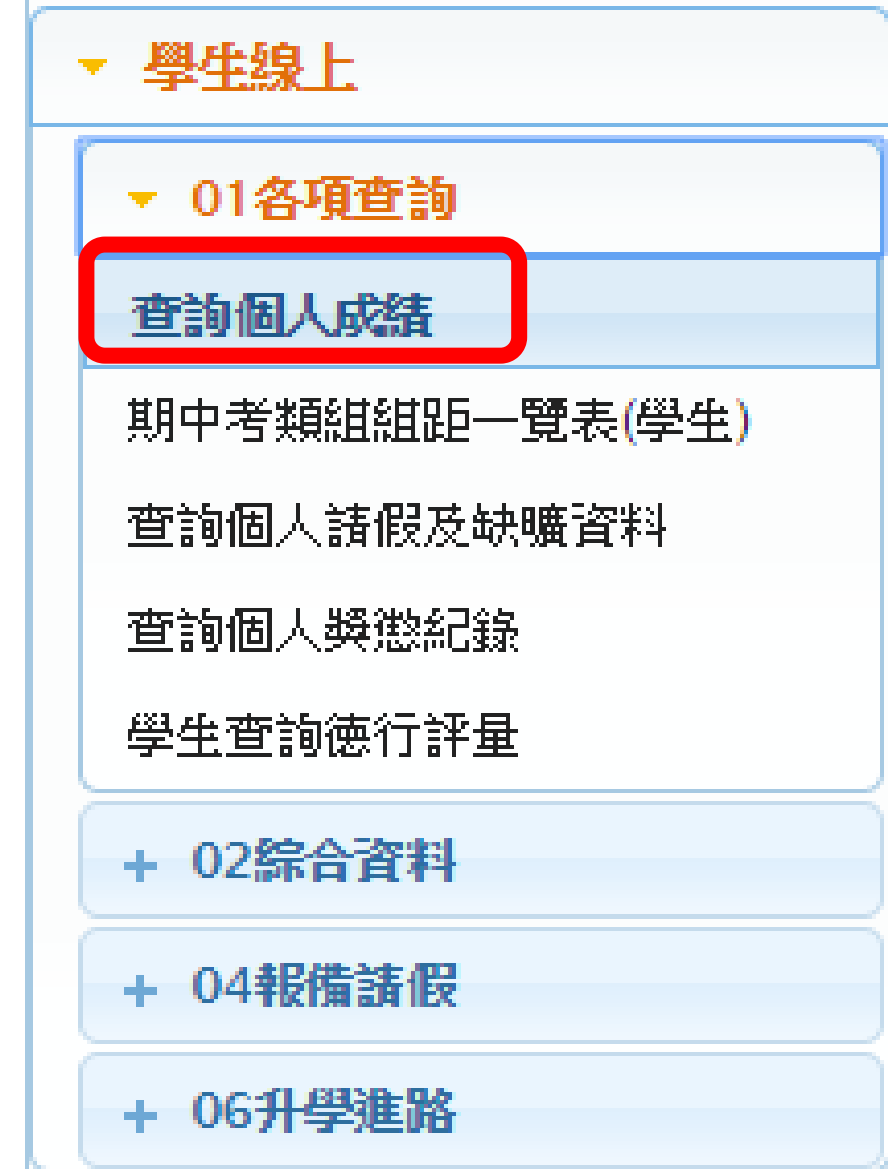 學生線上
01各項查詢
查詢個人成績
期中考類組組距一覽表(學生)
查詢個人請假及缺曠資料
查詢個人獎懲紀錄
學生查詢德行評量
02綜合資料
04報備請假
06升學進路